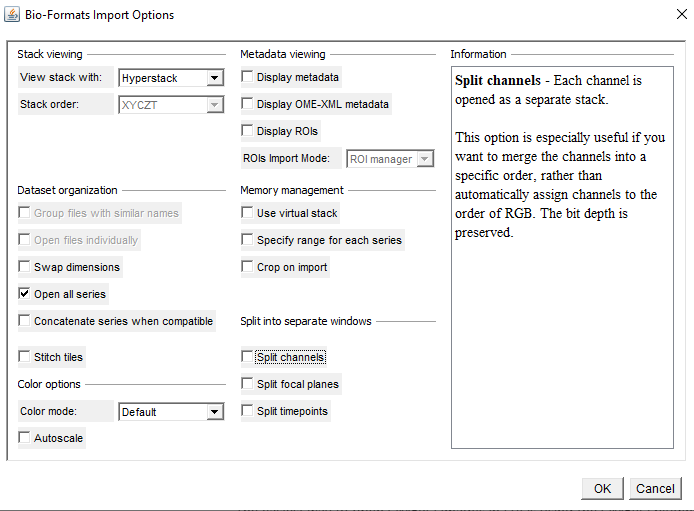 Bio-Formats Import Options
Stack viewing
View stack with: Hyperstack
Stack order: XYCZT
Metadata viewing
Display metadata
Display OME-XML metadata
Display ROIs
ROIs Import Mode: ROI manager
Information
Split channels - Each channel is
opened as a separate stack.
This option is especially useful if you
want to merge the channels into a
specific order, rather than
automatically assign channels to the
order of RGB. The bit depth is
preserved.
Dataset organization
Group files with similar names
Open files individually
Swap dimensions
Open all series
Concatenate series when compatible
Stitch tiles
Memory management
Use virtual stack
Specify range for each series
Crop on import
Split into separate windows
Split channels
Split focal planes
Split timepoints
Color options
Color mode: Default
Autoscale
OK Cancel